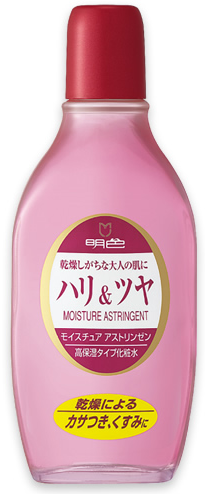 明色
乾燥しがちな大人の肌に
ハリ&ツヤ
MOISTURE ASTRINGENT
モイスチュア アストリンゼン
高保湿タイプ化粧水
乾燥による
カサつき、くすみに